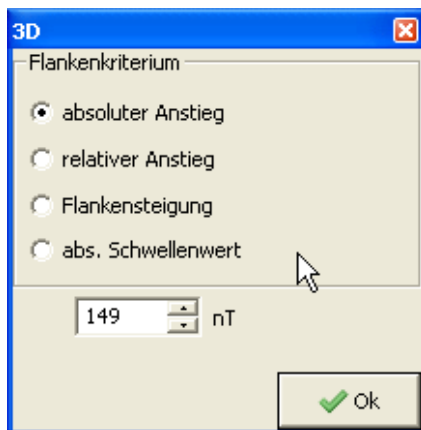 3D
Flankenkriterium
absoluter Anstieg
relativer Anstieg
Flankensteigung
abs. Schwellenwert
149 nT
Ok